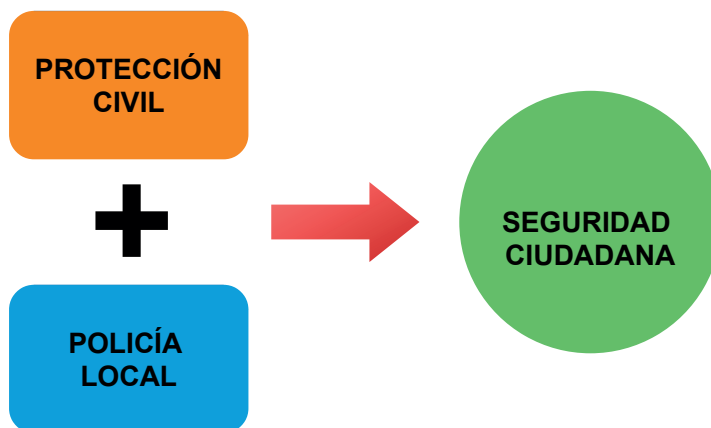 PROTECCIÓN
CIVIL
+
POLICÍA
LOCAL
SEGURIDAD
CIUDADANA